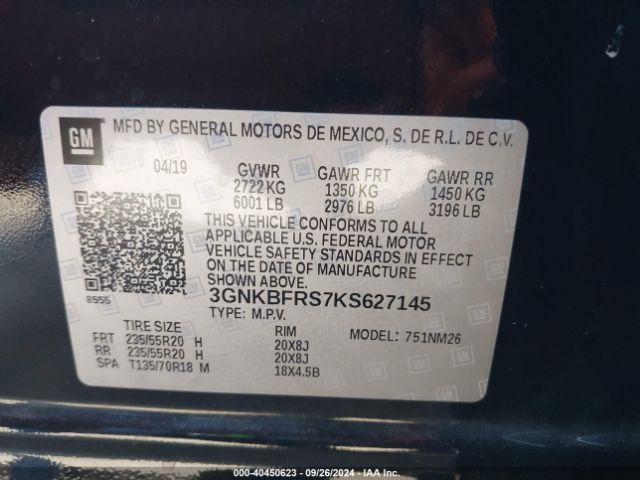 GM MFD BY GENERAL MOTORS DE MEXICO, S. DE R.L. DE C.V.
04/19 GVWR GAWR FRT GAWR RR
2722 KG 1350 KG 1450 KG
6001 LB 2976 LB 3196 LB
THIS VEHICLE CONFORMS TO ALL
APPLICABLE U.S. FEDERAL MOTOR
VEHICLE SAFETY STANDARDS IN EFFECT
ON THE DATE OF MANUFACTURE
SHOWN ABOVE.
8555 3GNKBFRS7KS627145
TYPE: M.P.V.
TIRE SIZE RIM MODEL: 751NM26
FRT 235/55R20 H 20X8J
RR 235/55R20 H 20X8J
SPA T135/70R18 M 18X4.5B
000-40450623 - 09/26/2024 - IAA Inc.